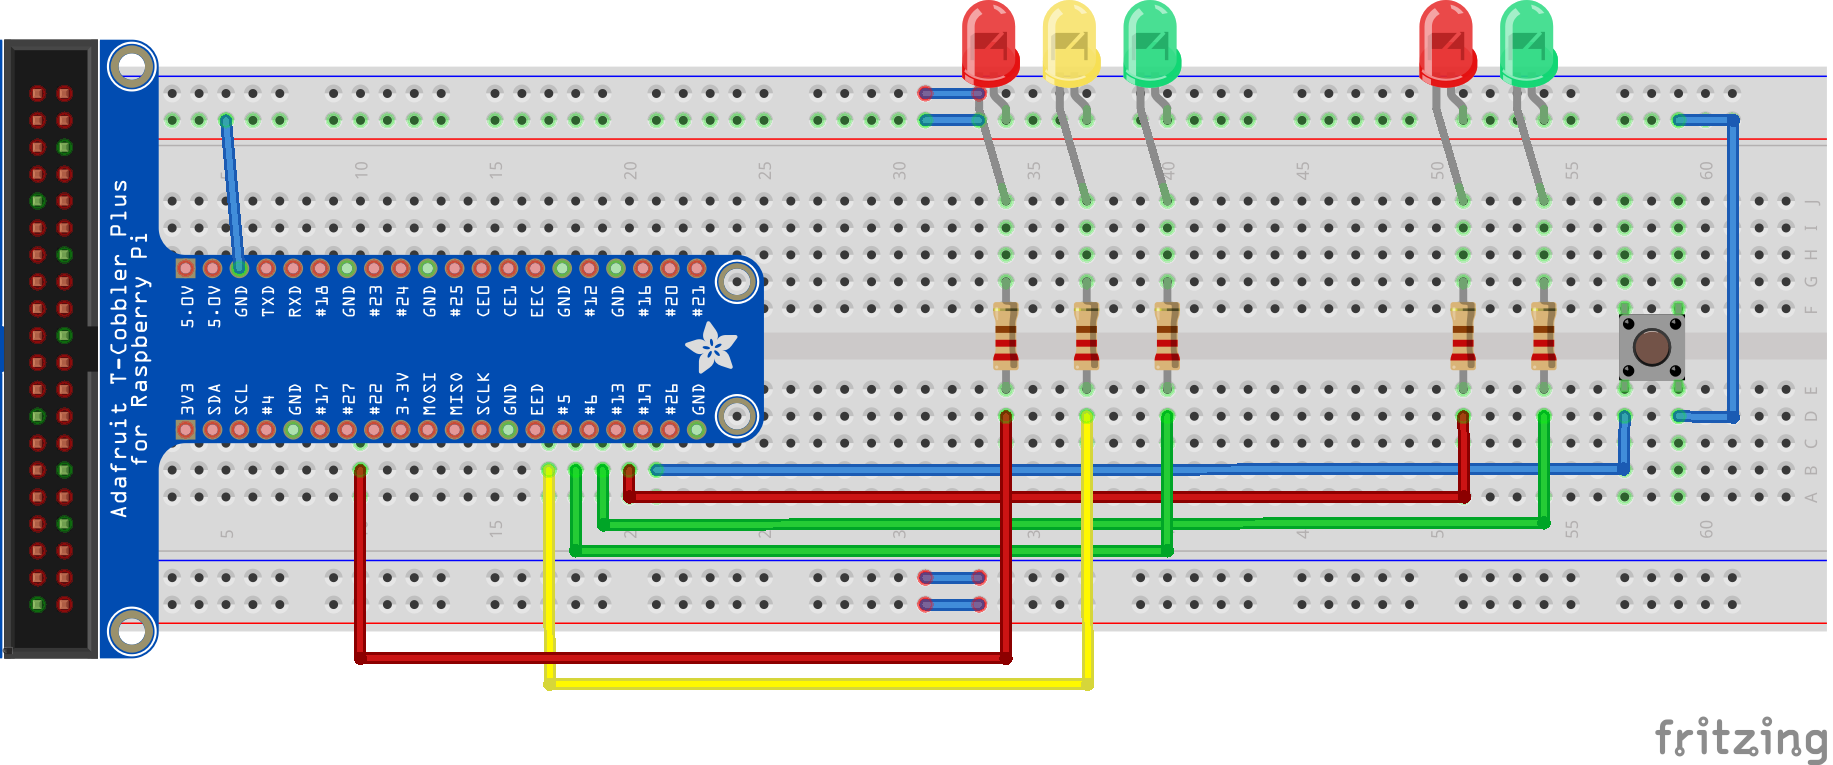 Adafruit T-Cobbler Plus
for Raspberry Pi
10 15 20 25 30 35 40 45 50 55 60
J
I
H
G
F
5.0V 5.0V GND TXD RXD #18 GND #23 #24 GND #25 CE0 CE1 EEC GND #12 GND #16 #20 #21
3V3 SDA SCL #4 GND #17 #27 #22 3.3V MOSI MISO SCLK GND EED #5 #6 #13 #19 #26 GND
E
D
C
B
A
5 15 35 55 60
fritzing